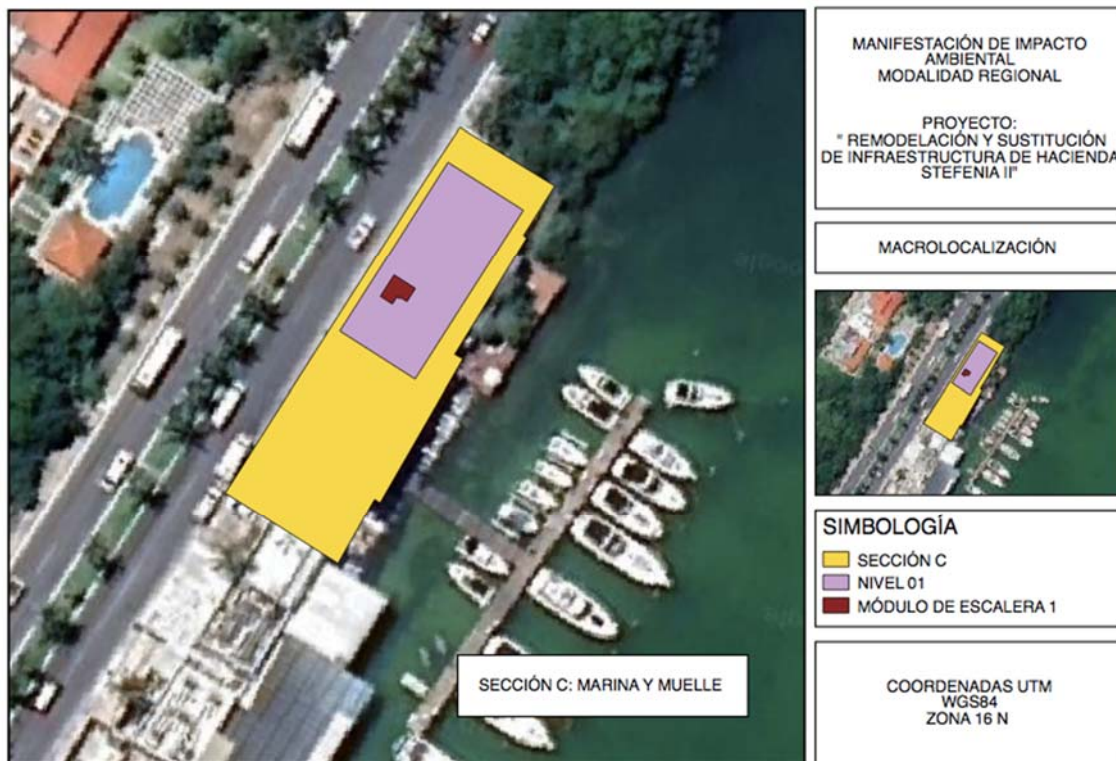 MANIFESTACIÓN DE IMPACTO
AMBIENTAL
MODALIDAD REGIONAL
PROYECTO:
" REMODELACIÓN Y SUSTITUCIÓN
DE INFRAESTRUCTURA DE HACIENDA
STEFENIA II"
MACROLOCALIZACIÓN
SIMBOLOGÍA
SECCIÓN C
NIVEL 01
MÓDULO DE ESCALERA 1
COORDENADAS UTM
WGS84
ZONA 16 N
SECCIÓN C: MARINA Y MUELLE